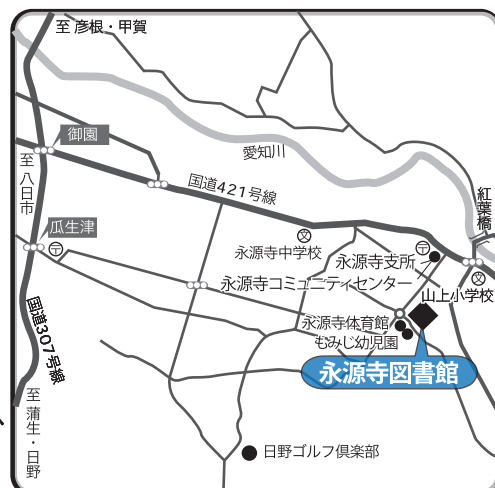 至 彦根・甲賀
御園
至 八日市
愛知川
国道421号線
紅葉橋
瓜生津
〒
文
永源寺中学校
永源寺支所
〒
永源寺コミュニティセンター
文
山上小学校
国道307号線
永源寺体育館
もみじ幼児園
永源寺図書館
至 蒲生・日野
日野ゴルフ倶楽部